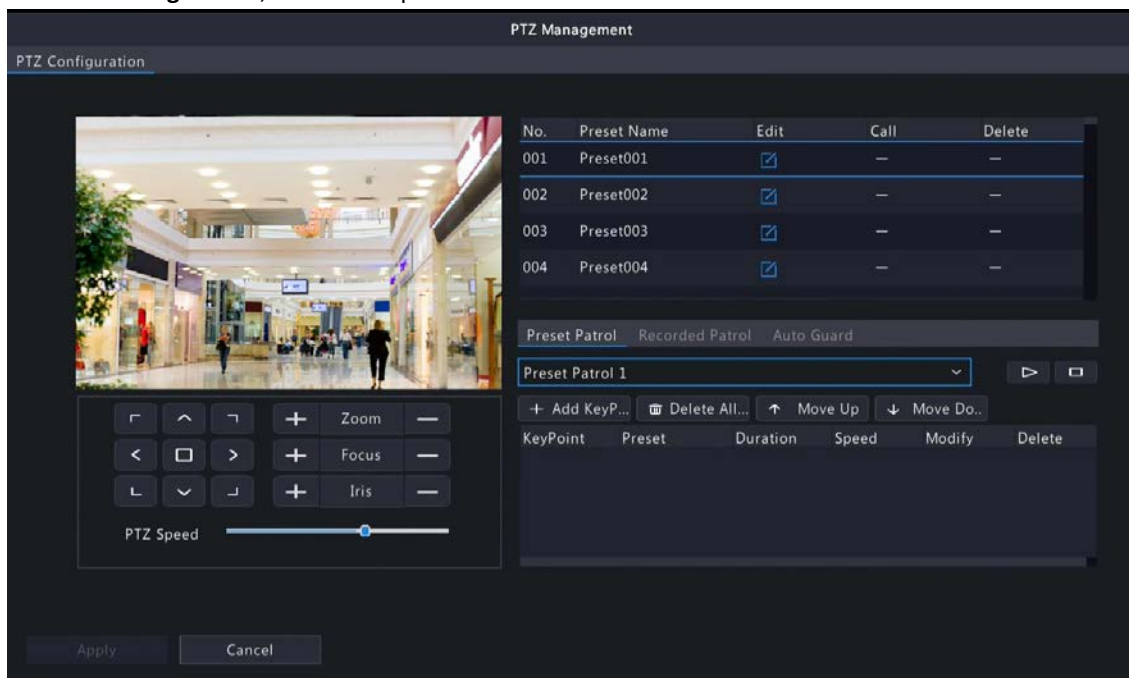 PTZ Management
PTZ Configuration
No. Preset Name Edit Call Delete
001 Preset001 — —
002 Preset002 — —
003 Preset003 — —
004 Preset004 — —
Preset Patrol Recorded Patrol Auto Guard
Preset Patrol 1
+ Add KeyP... Delete All... ↑ Move Up ↓ Move Do..
KeyPoint Preset Duration Speed Modify Delete
+ Zoom —
+ Focus —
+ Iris —
PTZ Speed
Apply Cancel